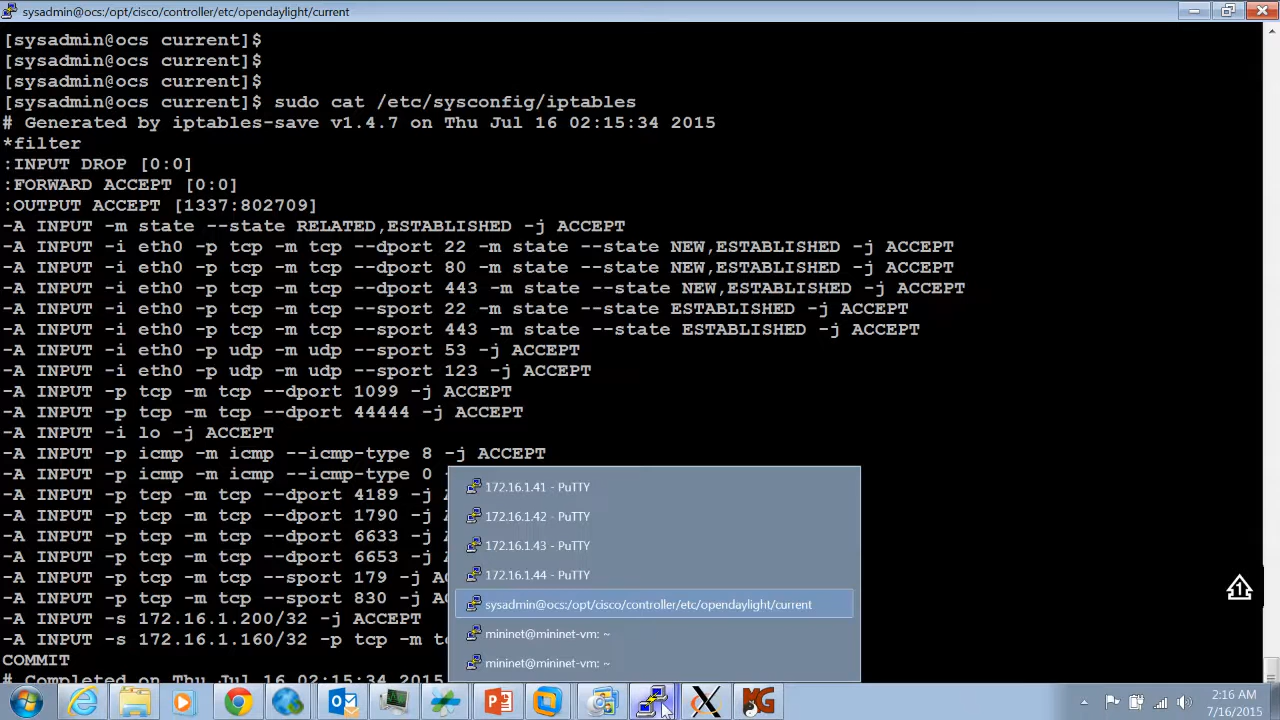 sysadmin@ocs:/opt/cisco/controller/etc/opendaylight/current
[sysadmin@ocs current]$
[sysadmin@ocs current]$
[sysadmin@ocs current]$
[sysadmin@ocs current]$ sudo cat /etc/sysconfig/iptables
# Generated by iptables-save v1.4.7 on Thu Jul 16 02:15:34 2015
*filter
:INPUT DROP [0:0]
:FORWARD ACCEPT [0:0]
:OUTPUT ACCEPT [1337:802709]
-A INPUT -m state --state RELATED,ESTABLISHED -j ACCEPT
-A INPUT -i eth0 -p tcp -m tcp --dport 22 -m state --state NEW,ESTABLISHED -j ACCEPT
-A INPUT -i eth0 -p tcp -m tcp --dport 80 -m state --state NEW,ESTABLISHED -j ACCEPT
-A INPUT -i eth0 -p tcp -m tcp --dport 443 -m state --state NEW,ESTABLISHED -j ACCEPT
-A INPUT -i eth0 -p tcp -m tcp --sport 22 -m state --state ESTABLISHED -j ACCEPT
-A INPUT -i eth0 -p tcp -m tcp --sport 443 -m state --state ESTABLISHED -j ACCEPT
-A INPUT -i eth0 -p udp -m udp --sport 53 -j ACCEPT
-A INPUT -i eth0 -p udp -m udp --sport 123 -j ACCEPT
-A INPUT -p tcp -m tcp --dport 1099 -j ACCEPT
-A INPUT -p tcp -m tcp --dport 44444 -j ACCEPT
-A INPUT -i lo -j ACCEPT
-A INPUT -p icmp -m icmp --icmp-type 8 -j ACCEPT
-A INPUT -p icmp -m icmp --icmp-type 0
-A INPUT -p tcp -m tcp --dport 4189 -j
-A INPUT -p tcp -m tcp --dport 1790 -j
-A INPUT -p tcp -m tcp --dport 6633 -j
-A INPUT -p tcp -m tcp --dport 6653 -j
-A INPUT -p tcp -m tcp --sport 179 -j
-A INPUT -p tcp -m tcp --sport 830 -j
-A INPUT -s 172.16.1.200/32 -j ACCEPT
-A INPUT -s 172.16.1.160/32 -p tcp -m
COMMIT
# Completed on Thu Jul 16 02:15:34 2015
172.16.1.41 - PuTTY
172.16.1.42 - PuTTY
172.16.1.43 - PuTTY
172.16.1.44 - PuTTY
sysadmin@ocs:/opt/cisco/controller/etc/opendaylight/current
mininet@mininet-vm: ~
mininet@mininet-vm: ~
2:16 AM
7/16/2015